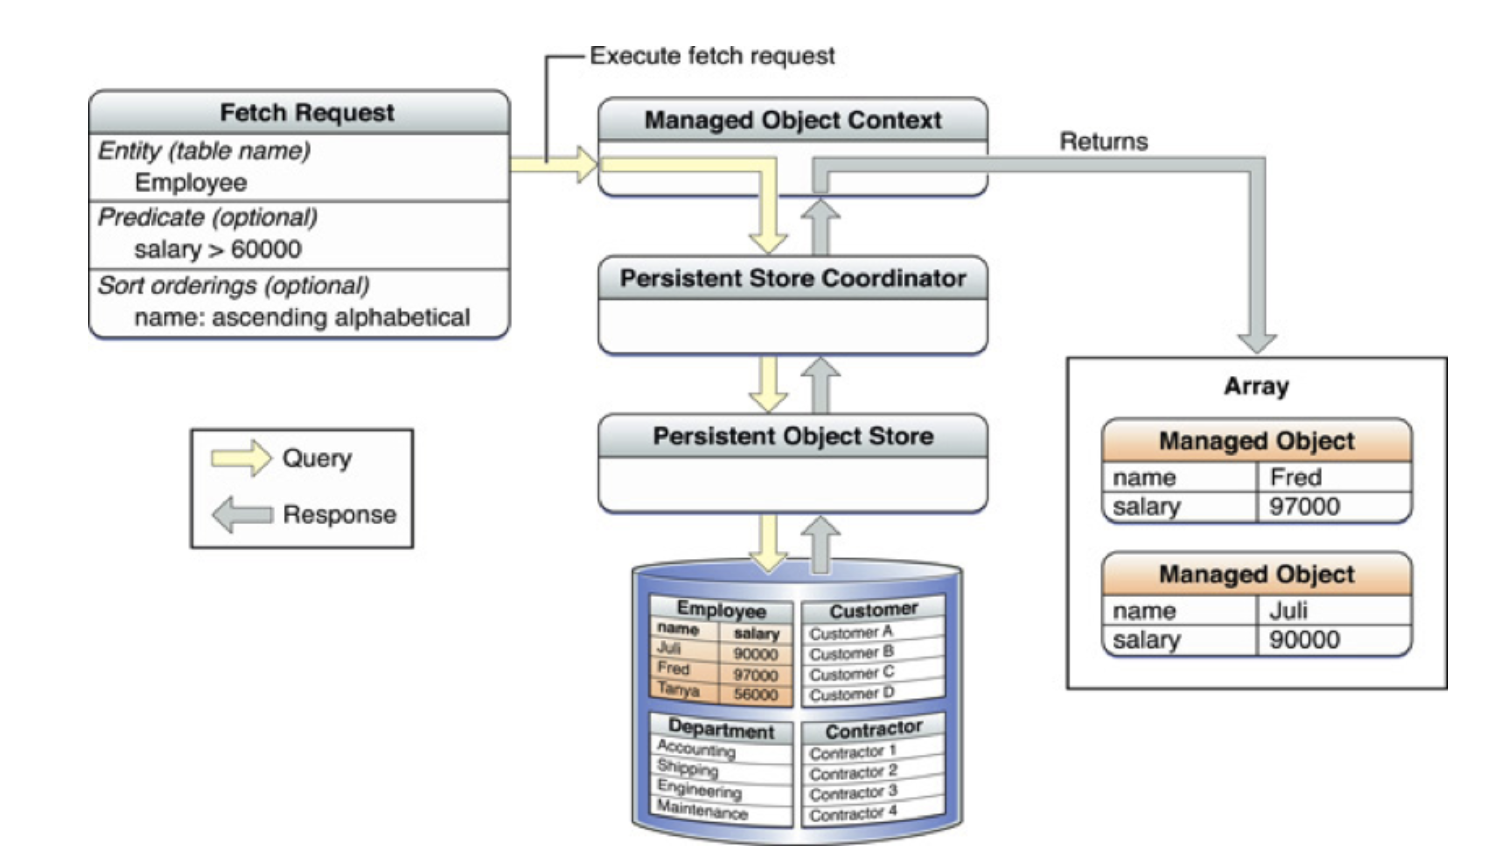 Execute fetch request
Fetch Request
Entity (table name)
Employee
Predicate (optional)
salary > 60000
Sort orderings (optional)
name: ascending alphabetical
Managed Object Context
Returns
Persistent Store Coordinator
Persistent Object Store
Query
Response
Array
Managed Object
name Fred
salary 97000
Managed Object
name Juli
salary 90000
Employee
name salary
Juli 90000
Fred 97000
Tanya 56000
Customer
Customer A
Customer B
Customer C
Customer D
Department
Accounting
Shipping
Engineering
Maintenance
Contractor
Contractor 1
Contractor 2
Contractor 3
Contractor 4